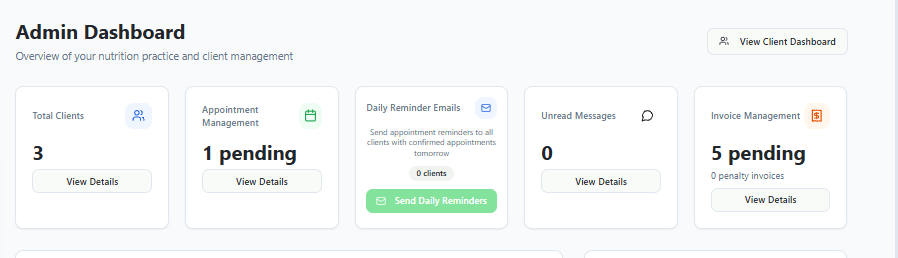 Admin Dashboard
Overview of your nutrition practice and client management
View Client Dashboard
Total Clients
3
View Details
Appointment
Management
1 pending
View Details
Daily Reminder Emails
Send appointment reminders to all
clients with confirmed appointments
tomorrow
0 clients
Send Daily Reminders
Unread Messages
0
View Details
Invoice Management
5 pending
0 penalty invoices
View Details